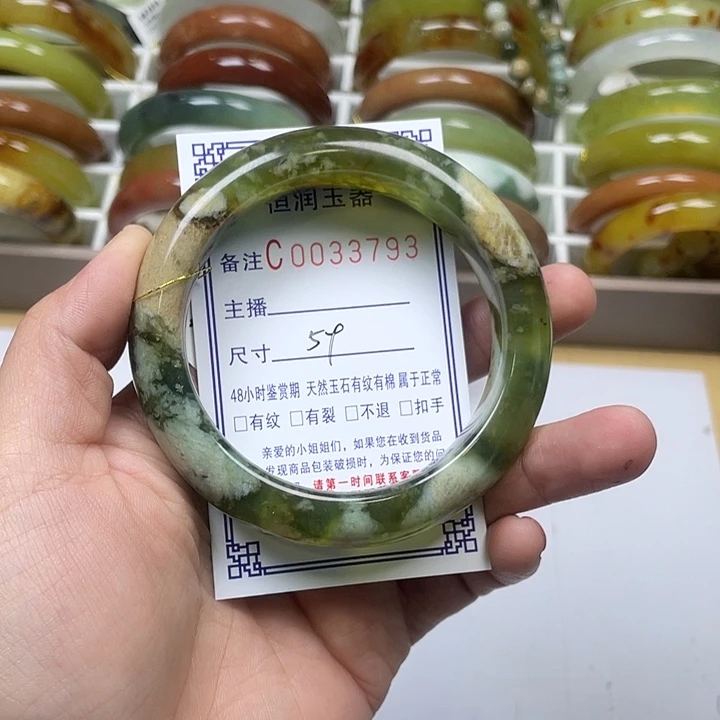 恒润玉器
备注C0033793
主播
尺寸 59
48小时鉴赏期 天然玉石有纹有棉 属于正常
□有纹 □有裂 □不退 □扣手
亲爱的小姐姐们，如果您在收到货品
发现商品包装破损时，为保证您的
请第一时间联系客